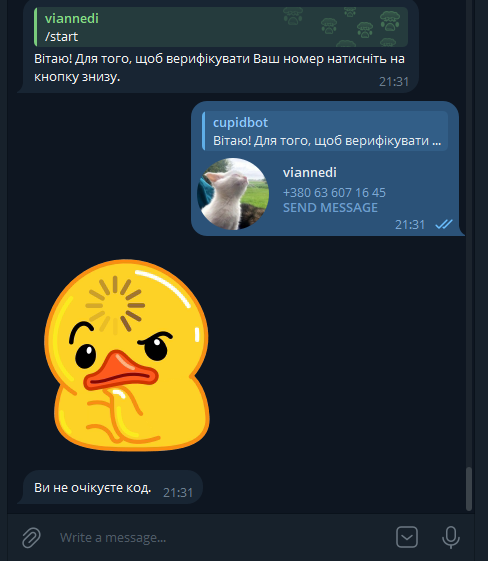 viannedi
/start
Вітаю! Для того, щоб верифікувати Ваш номер натисніть на
кнопку знизу.
21:31
cupidbot
Вітаю! Для того, щоб верифікувати ...
viannedi
+380 63 607 16 45
SEND MESSAGE
21:31
Ви не очікуєте код.
21:31
Write a message...